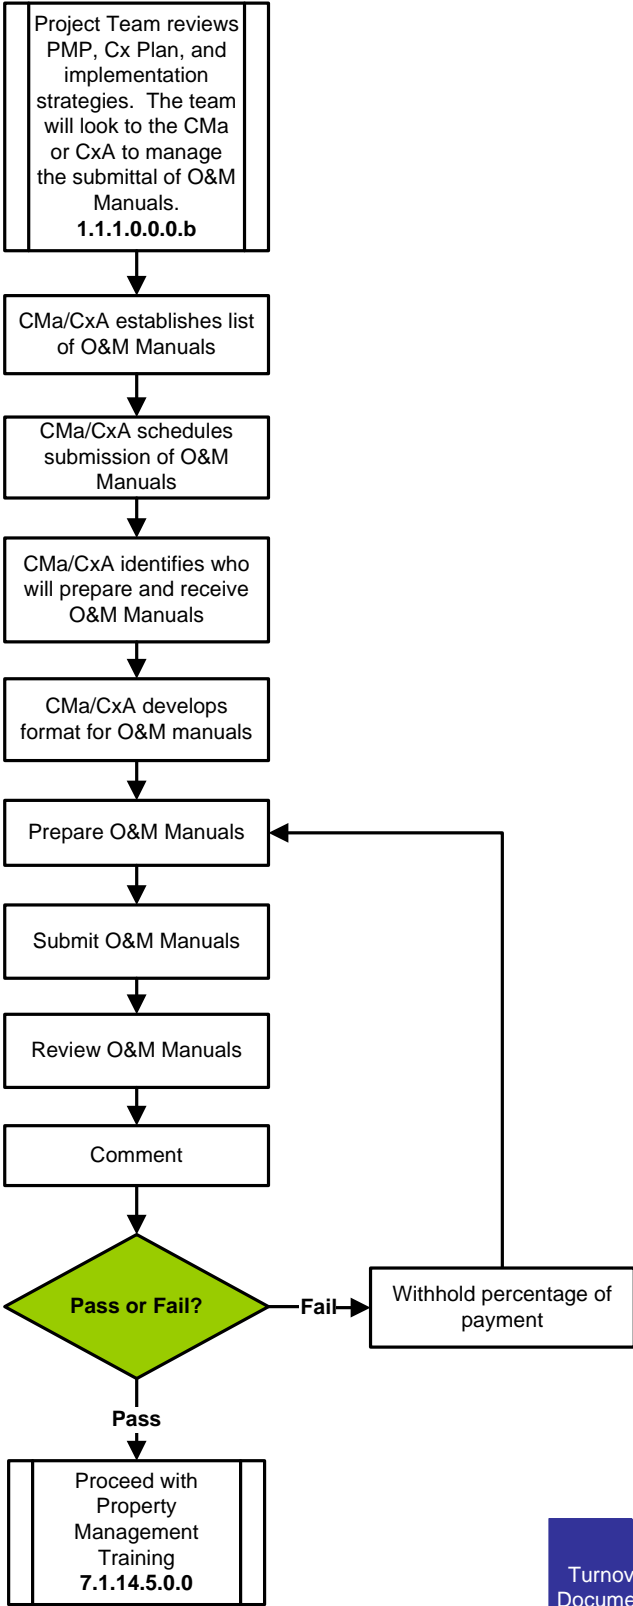 Project Team reviews
PMP, Cx Plan, and
implementation
strategies.  The team
will look to the CMa
or CxA to manage
the submittal of O&M
Manuals.
1.1.1.0.0.0.b
CMa/CxA establishes list
of O&M Manuals
CMa/CxA schedules
submission of O&M
Manuals
CMa/CxA identifies who
will prepare and receive
O&M Manuals
CMa/CxA develops
format for O&M manuals
Prepare O&M Manuals
Submit O&M Manuals
Review O&M Manuals
Comment
Pass or Fail?
Fail
Withhold percentage of
payment
Pass
Proceed with
Property
Management
Training
7.1.14.5.0.0